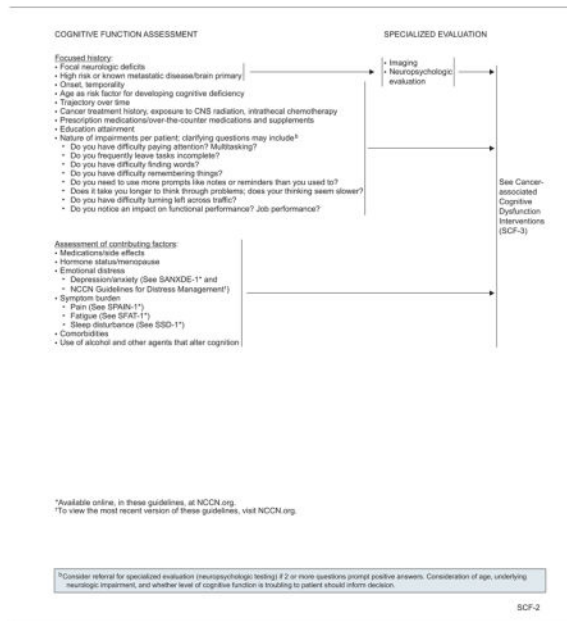 COGNITIVE FUNCTION ASSESSMENT
SPECIALIZED EVALUATION
Focused history:
• Focal neurologic deficits
• High risk or known metastatic disease/brain primary
• Onset, temporality
• Age as risk factor for developing cognitive deficiency
• Trajectory over time
• Cancer treatment history, exposure to CNS radiation, intrathecal chemotherapy
• Prescription medications/over-the-counter medications and supplements
• Education attainment
• Nature of impairments per patient; clarifying questions may includeᵇ
• Do you have difficulty paying attention? Multitasking?
• Do you frequently leave tasks incomplete?
• Do you have difficulty finding words?
• Do you have difficulty remembering things?
• Do you need to use more prompts like notes or reminders than you used to?
• Does it take you longer to think through problems; does your thinking seem slower?
• Do you have difficulty turning left across traffic?
• Do you notice an impact on functional performance? Job performance?
• Imaging
• Neuropsychologic
evaluation
See Cancer-
associated
Cognitive
Dysfunction
Interventions
(SCF-3)
Assessment of contributing factors:
• Medications/side effects
• Hormone status/menopause
• Emotional distress
• Depression/anxiety (See SANXDE-1* and
• NCCN Guidelines for Distress Management†)
• Symptom burden
• Pain (See SPAIN-1*)
• Fatigue (See SFAT-1*)
• Sleep disturbance (See SSD-1*)
• Comorbidities
• Use of alcohol and other agents that alter cognition
*Available online, in these guidelines, at NCCN.org.
†To view the most recent version of these guidelines, visit NCCN.org.
ᵇConsider referral for specialized evaluation (neuropsychologic testing) if 2 or more questions prompt positive answers. Consideration of age, underlying
neurologic impairment, and whether level of cognitive function is troubling to patient should inform decision.
SCF-2